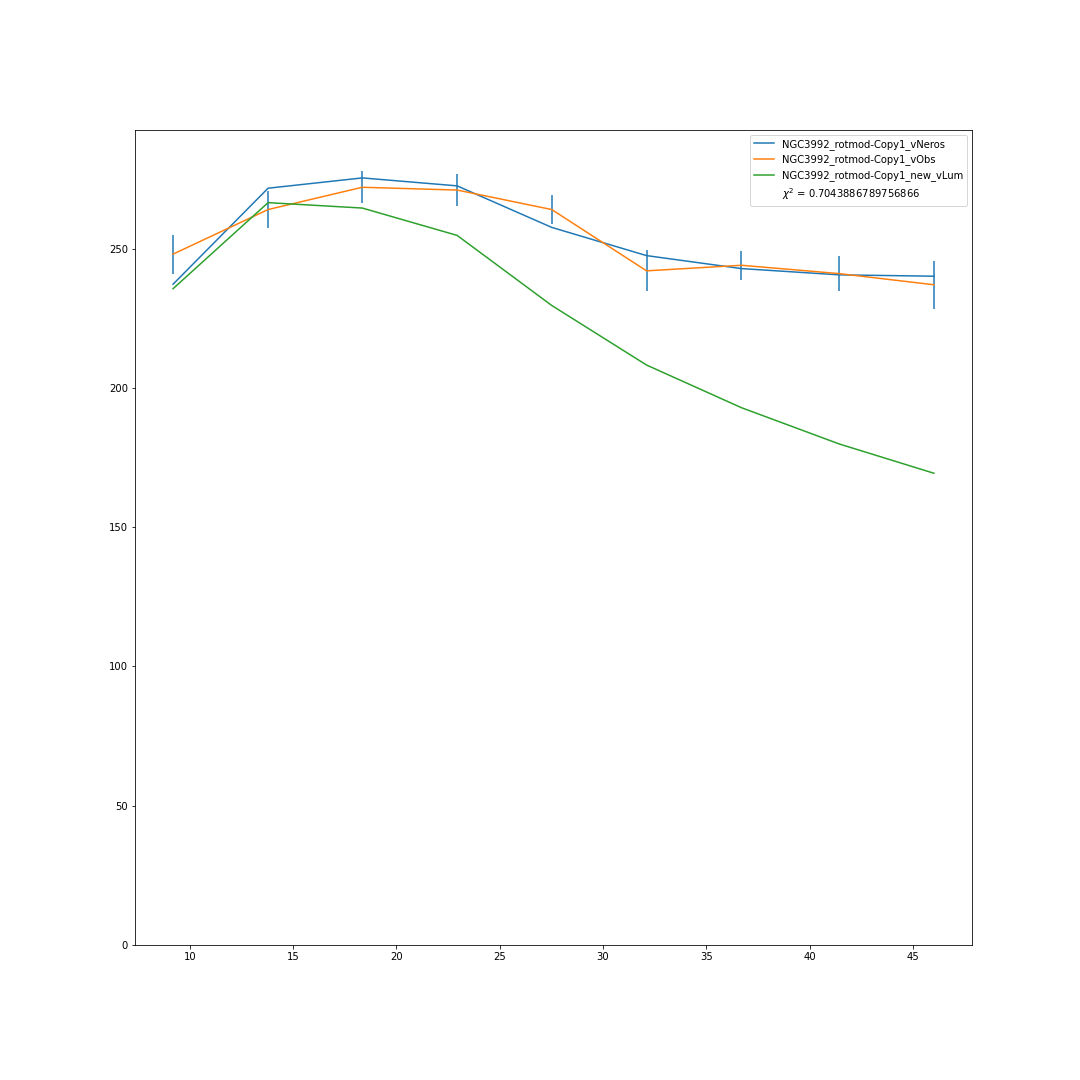 NGC3992_rotmod-Copy1_vNeros
NGC3992_rotmod-Copy1_vObs
NGC3992_rotmod-Copy1_new_vLum
χ² = 0.7043886789756866
250
200
150
100
50
0
10 15 20 25 30 35 40 45